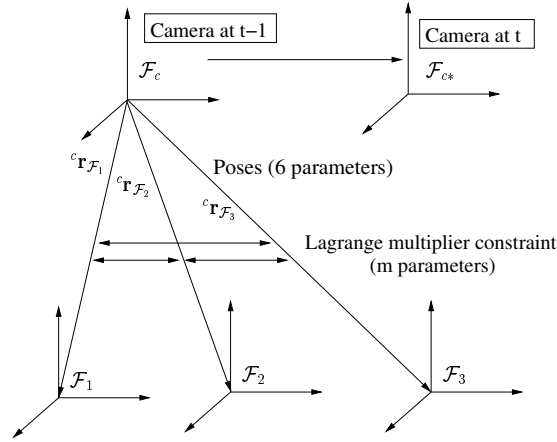 Camera at t−1
Camera at t
ℱc
ℱc*
ᶜrℱ1
ᶜrℱ2
ᶜrℱ3
Poses (6 parameters)
Lagrange multiplier constraint
(m parameters)
ℱ1
ℱ2
ℱ3